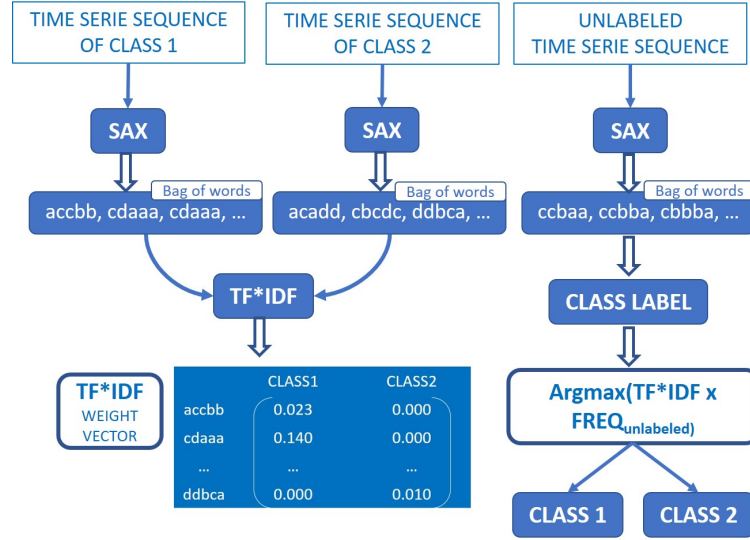 TIME SERIE SEQUENCE
OF CLASS 1
TIME SERIE SEQUENCE
OF CLASS 2
UNLABELED
TIME SERIE SEQUENCE
SAX
SAX
SAX
Bag of words
accbb, cdaaa, cdaaa, ...
Bag of words
acadd, cbcdc, ddbca, ...
Bag of words
ccbaa, ccbba, cbbba, ...
TF*IDF
CLASS LABEL
TF*IDF
WEIGHT
VECTOR
CLASS1 CLASS2
accbb 0.023 0.000
cdaaa 0.140 0.000
... ... ...
ddbca 0.000 0.010
Argmax(TF*IDF x
FREQunlabeled)
CLASS 1
CLASS 2